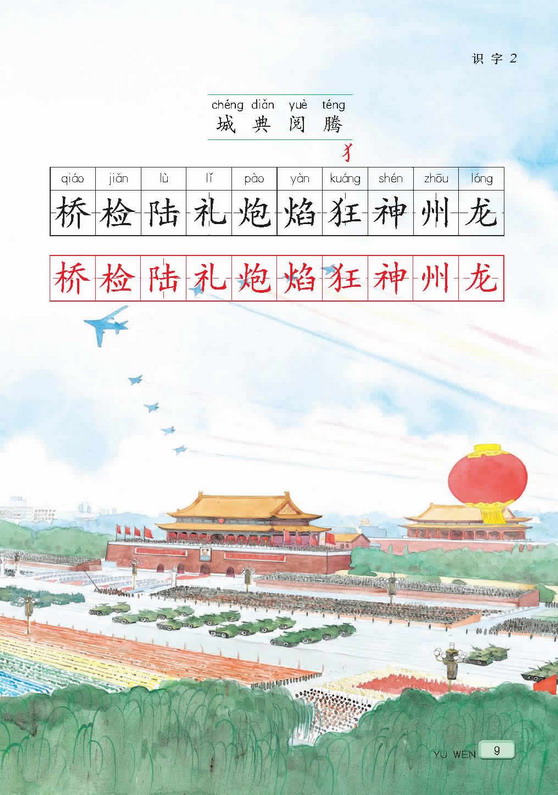 识字2
chéng diǎn yuè téng
城 典 阅 腾
犭
qiáo jiǎn lù lǐ pào yàn kuáng shén zhōu lóng
桥 检 陆 礼 炮 焰 狂 神 州 龙
桥 检 陆 礼 炮 焰 狂 神 州 龙
YU WEN 9